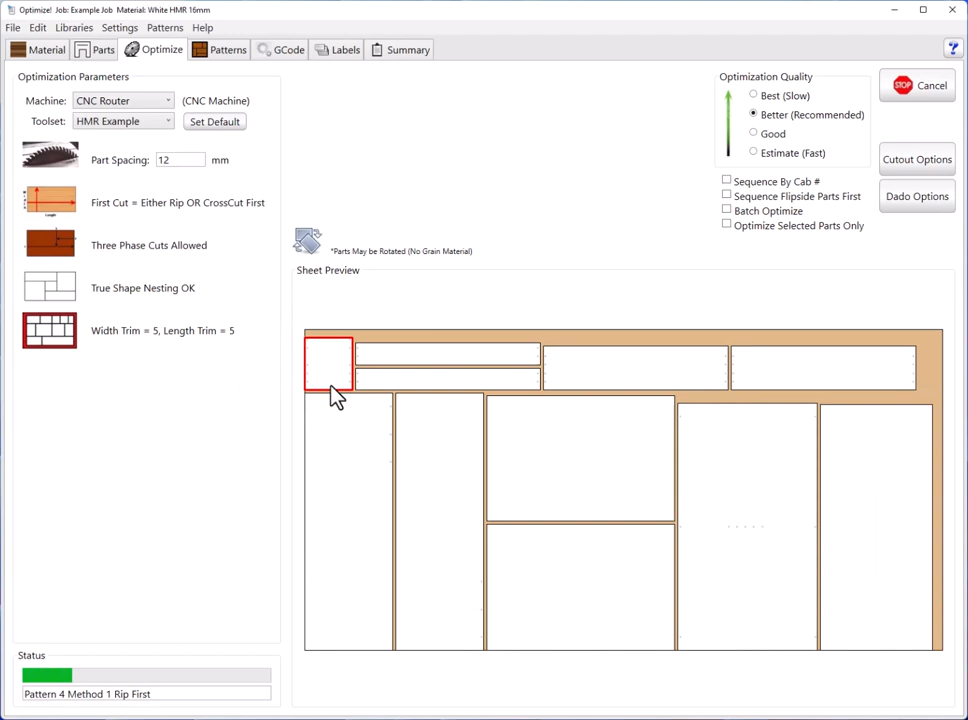 Optimize! Job: Example Job Material: White HMR 16mm
File Edit Libraries Settings Patterns Help
Material Parts Optimize Patterns GCode Labels Summary ?
Optimization Parameters
Machine: CNC Router (CNC Machine)
Toolset: HMR Example Set Default
Part Spacing: 12 mm
First Cut = Either Rip OR CrossCut First
Three Phase Cuts Allowed
True Shape Nesting OK
Width Trim = 5, Length Trim = 5
Optimization Quality
Best (Slow)
Better (Recommended)
Good
Estimate (Fast)
STOP Cancel
Cutout Options
Dado Options
Sequence By Cab #
Sequence Flipside Parts First
Batch Optimize
Optimize Selected Parts Only
*Parts May be Rotated (No Grain Material)
Sheet Preview
Status
Pattern 4 Method 1 Rip First